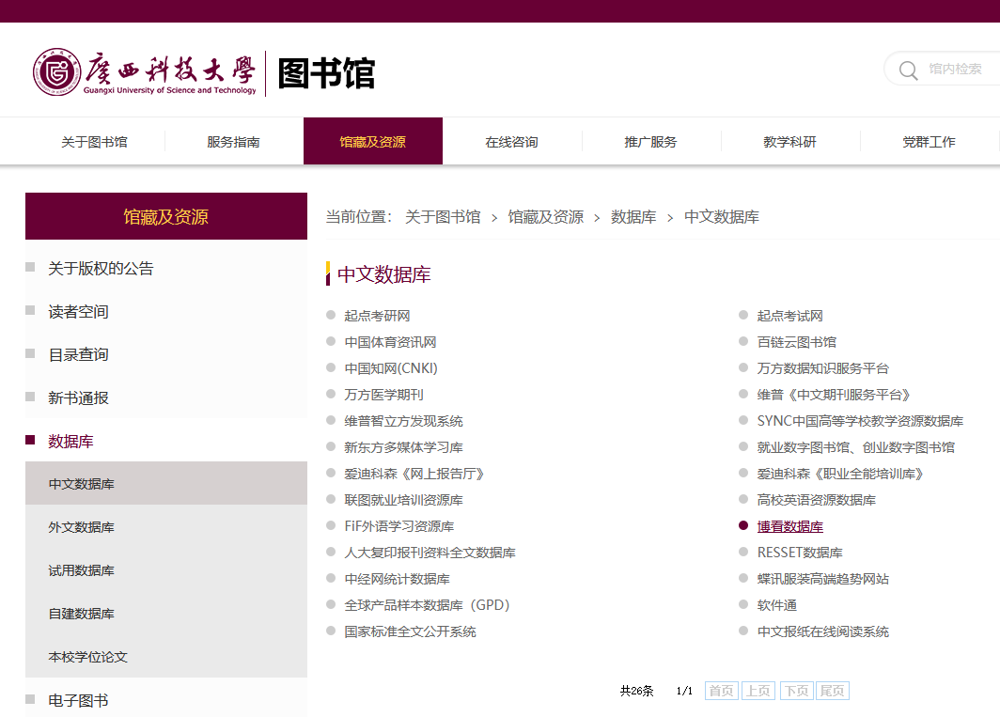 廣西科技大學
Guangxi University of Science and Technology
图书馆
馆内检索
关于图书馆
服务指南
馆藏及资源
在线咨询
推广服务
教学科研
党群工作
馆藏及资源
关于版权的公告
读者空间
目录查询
新书通报
数据库
中文数据库
外文数据库
试用数据库
自建数据库
本校学位论文
电子图书
当前位置： 关于图书馆 > 馆藏及资源 > 数据库 > 中文数据库
中文数据库
起点考研网
起点考试网
中国体育资讯网
百链云图书馆
中国知网(CNKI)
万方数据知识服务平台
万方医学期刊
维普《中文期刊服务平台》
维普智立方发现系统
SYNC中国高等学校教学资源数据库
新东方多媒体学习库
就业数字图书馆、创业数字图书馆
爱迪科森《网上报告厅》
爱迪科森《职业全能培训库》
联图就业培训资源库
高校英语资源数据库
FiF外语学习资源库
博看数据库
人大复印报刊资料全文数据库
RESSET数据库
中经网统计数据库
蝶讯服装高端趋势网站
全球产品样本数据库（GPD）
软件通
国家标准全文公开系统
中文报纸在线阅读系统
共26条 1/1 首页 上页 下页 尾页